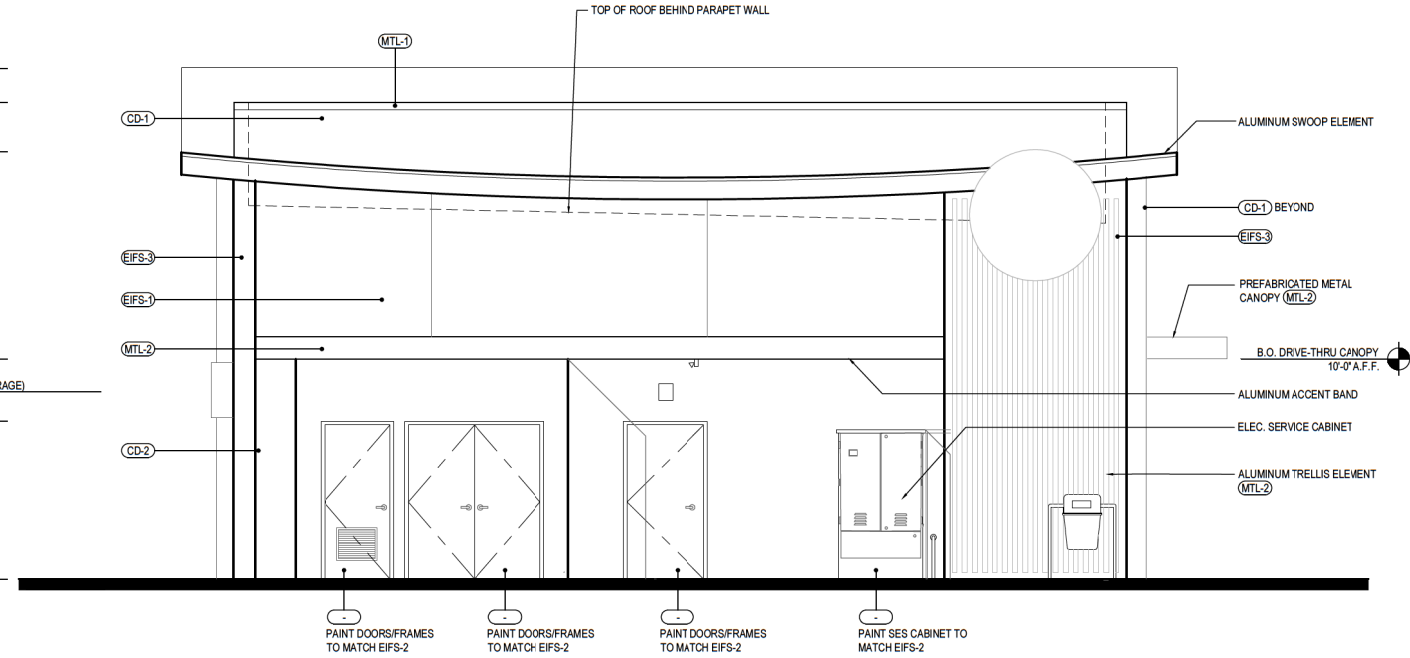 TOP OF ROOF BEHIND PARAPET WALL
MTL-1
CD-1
ALUMINUM SWOOP ELEMENT
CD-1 BEYOND
EIFS-3
EIFS-3
EIFS-1
PREFABRICATED METAL
CANOPY MTL-2
MTL-2
B.O. DRIVE-THRU CANOPY
10'-0" A.F.F.
RAGE)
ALUMINUM ACCENT BAND
ELEC. SERVICE CABINET
CD-2
ALUMINUM TRELLIS ELEMENT
MTL-2
-
PAINT DOORS/FRAMES
TO MATCH EIFS-2
-
PAINT DOORS/FRAMES
TO MATCH EIFS-2
-
PAINT DOORS/FRAMES
TO MATCH EIFS-2
-
PAINT SES CABINET TO
MATCH EIFS-2